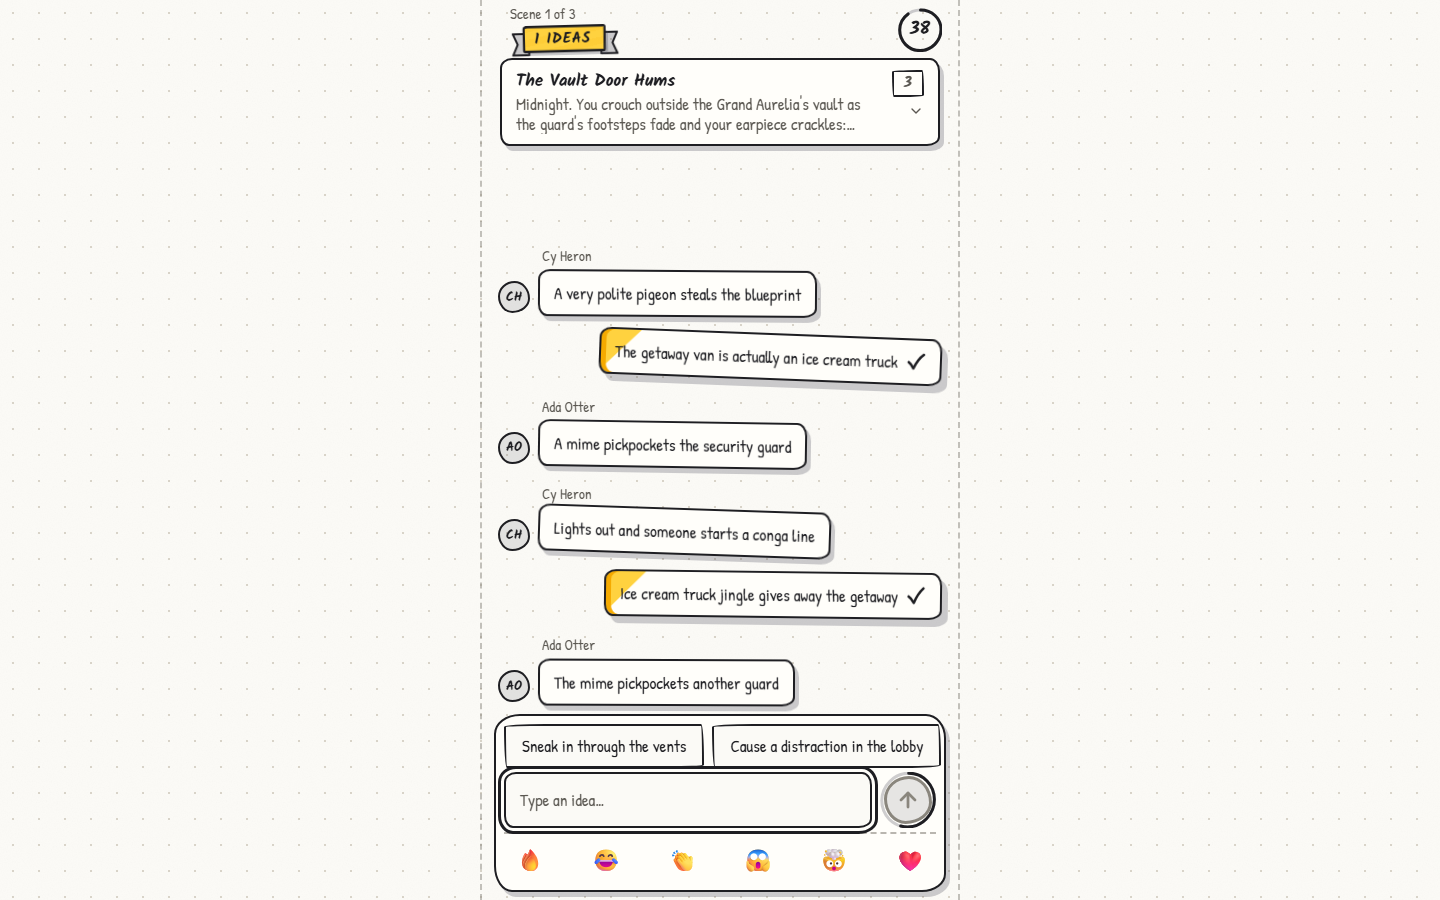 Scene 1 of 3
1 IDEAS
38
The Vault Door Hums
3
Midnight. You crouch outside the Grand Aurelia's vault as
the guard's footsteps fade and your earpiece crackles:...
Cy Heron
CH
A very polite pigeon steals the blueprint
The getaway van is actually an ice cream truck
Ada Otter
AO
A mime pickpockets the security guard
Cy Heron
CH
Lights out and someone starts a conga line
Ice cream truck jingle gives away the getaway
Ada Otter
AO
The mime pickpockets another guard
Sneak in through the vents
Cause a distraction in the lobby
Type an idea...